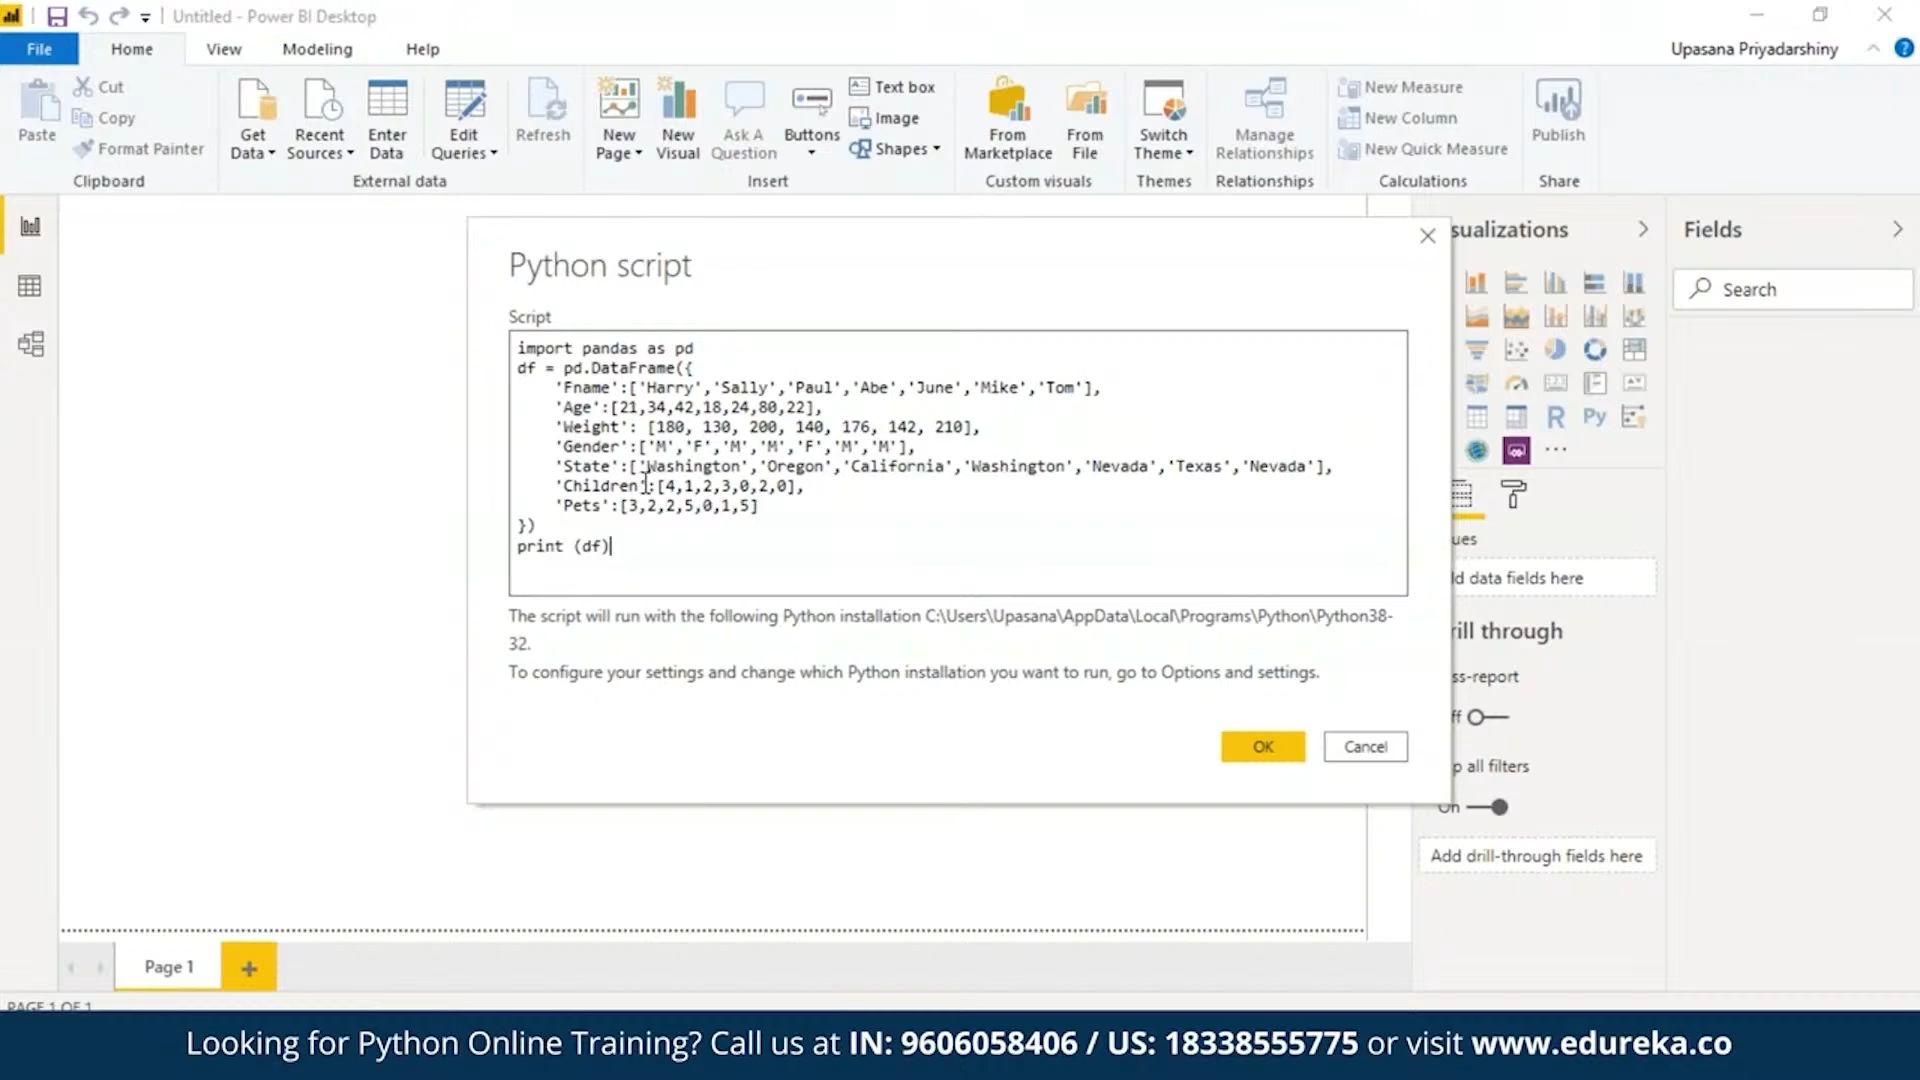 Untitled - Power BI Desktop
File Home View Modeling Help Upasana Priyadarshiny
Paste
Cut
Copy
Format Painter
Clipboard
Get Data
Recent Sources
Enter Data
Edit Queries
Refresh
External data
New Page
New Visual
Ask A Question
Buttons
Text box
Image
Shapes
Insert
From Marketplace
From File
Custom visuals
Switch Theme
Themes
Manage Relationships
Relationships
New Measure
New Column
New Quick Measure
Calculations
Publish
Share
Python script
Script
import pandas as pd
df = pd.DataFrame({
'Fname':['Harry','Sally','Paul','Abe','June','Mike','Tom'],
'Age':[21,34,42,18,24,80,22],
'Weight': [180, 130, 200, 140, 176, 142, 210],
'Gender':['M','F','M','M','F','M','M'],
'State':['Washington','Oregon','California','Washington','Nevada','Texas','Nevada'],
'Children':[4,1,2,3,0,2,0],
'Pets':[3,2,2,5,0,1,5]
})
print (df)
The script will run with the following Python installation C:\Users\Upasana\AppData\Local\Programs\Python\Python38-
32.
To configure your settings and change which Python installation you want to run, go to Options and settings.
OK Cancel
sualizations
R Py
ues
ld data fields here
rill through
ss-report
ff
p all filters
On
Add drill-through fields here
Fields
Search
Page 1
PAGE 1 OF 1
Looking for Python Online Training? Call us at IN: 9606058406 / US: 18338555775 or visit www.edureka.co